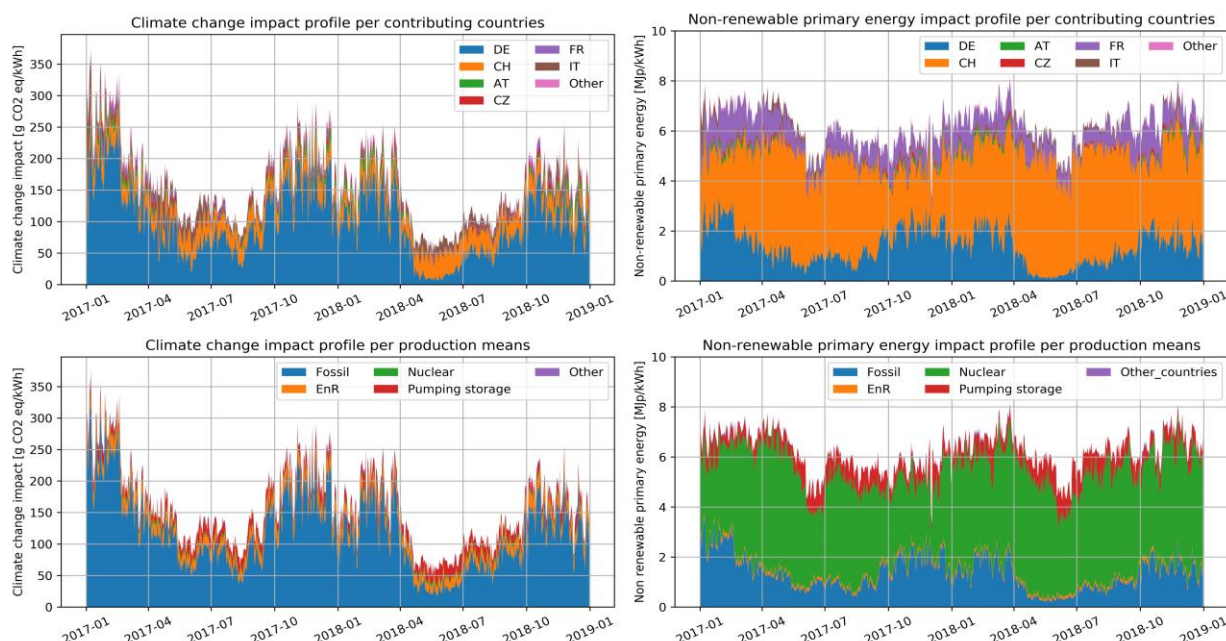 Climate change impact profile per contributing countries
Climate change impact [g CO2 eq/kWh]
350
300
250
200
150
100
50
0
DE
CH
AT
CZ
FR
IT
Other
2017-01
2017-04
2017-07
2017-10
2018-01
2018-04
2018-07
2018-10
2019-01
Non-renewable primary energy impact profile per contributing countries
Non-renewable primary energy [MJp/kWh]
10
8
6
4
2
0
DE
CH
AT
CZ
FR
IT
Other
2017-01
2017-04
2017-07
2017-10
2018-01
2018-04
2018-07
2018-10
2019-01
Climate change impact profile per production means
Climate change impact [g CO2 eq/kWh]
350
300
250
200
150
100
50
0
Fossil
EnR
Nuclear
Pumping storage
Other
2017-01
2017-04
2017-07
2017-10
2018-01
2018-04
2018-07
2018-10
2019-01
Non-renewable primary energy impact profile per production means
Non renewable primary energy [MJp/kWh]
10
8
6
4
2
0
Fossil
EnR
Nuclear
Pumping storage
Other_countries
2017-01
2017-04
2017-07
2017-10
2018-01
2018-04
2018-07
2018-10
2019-01